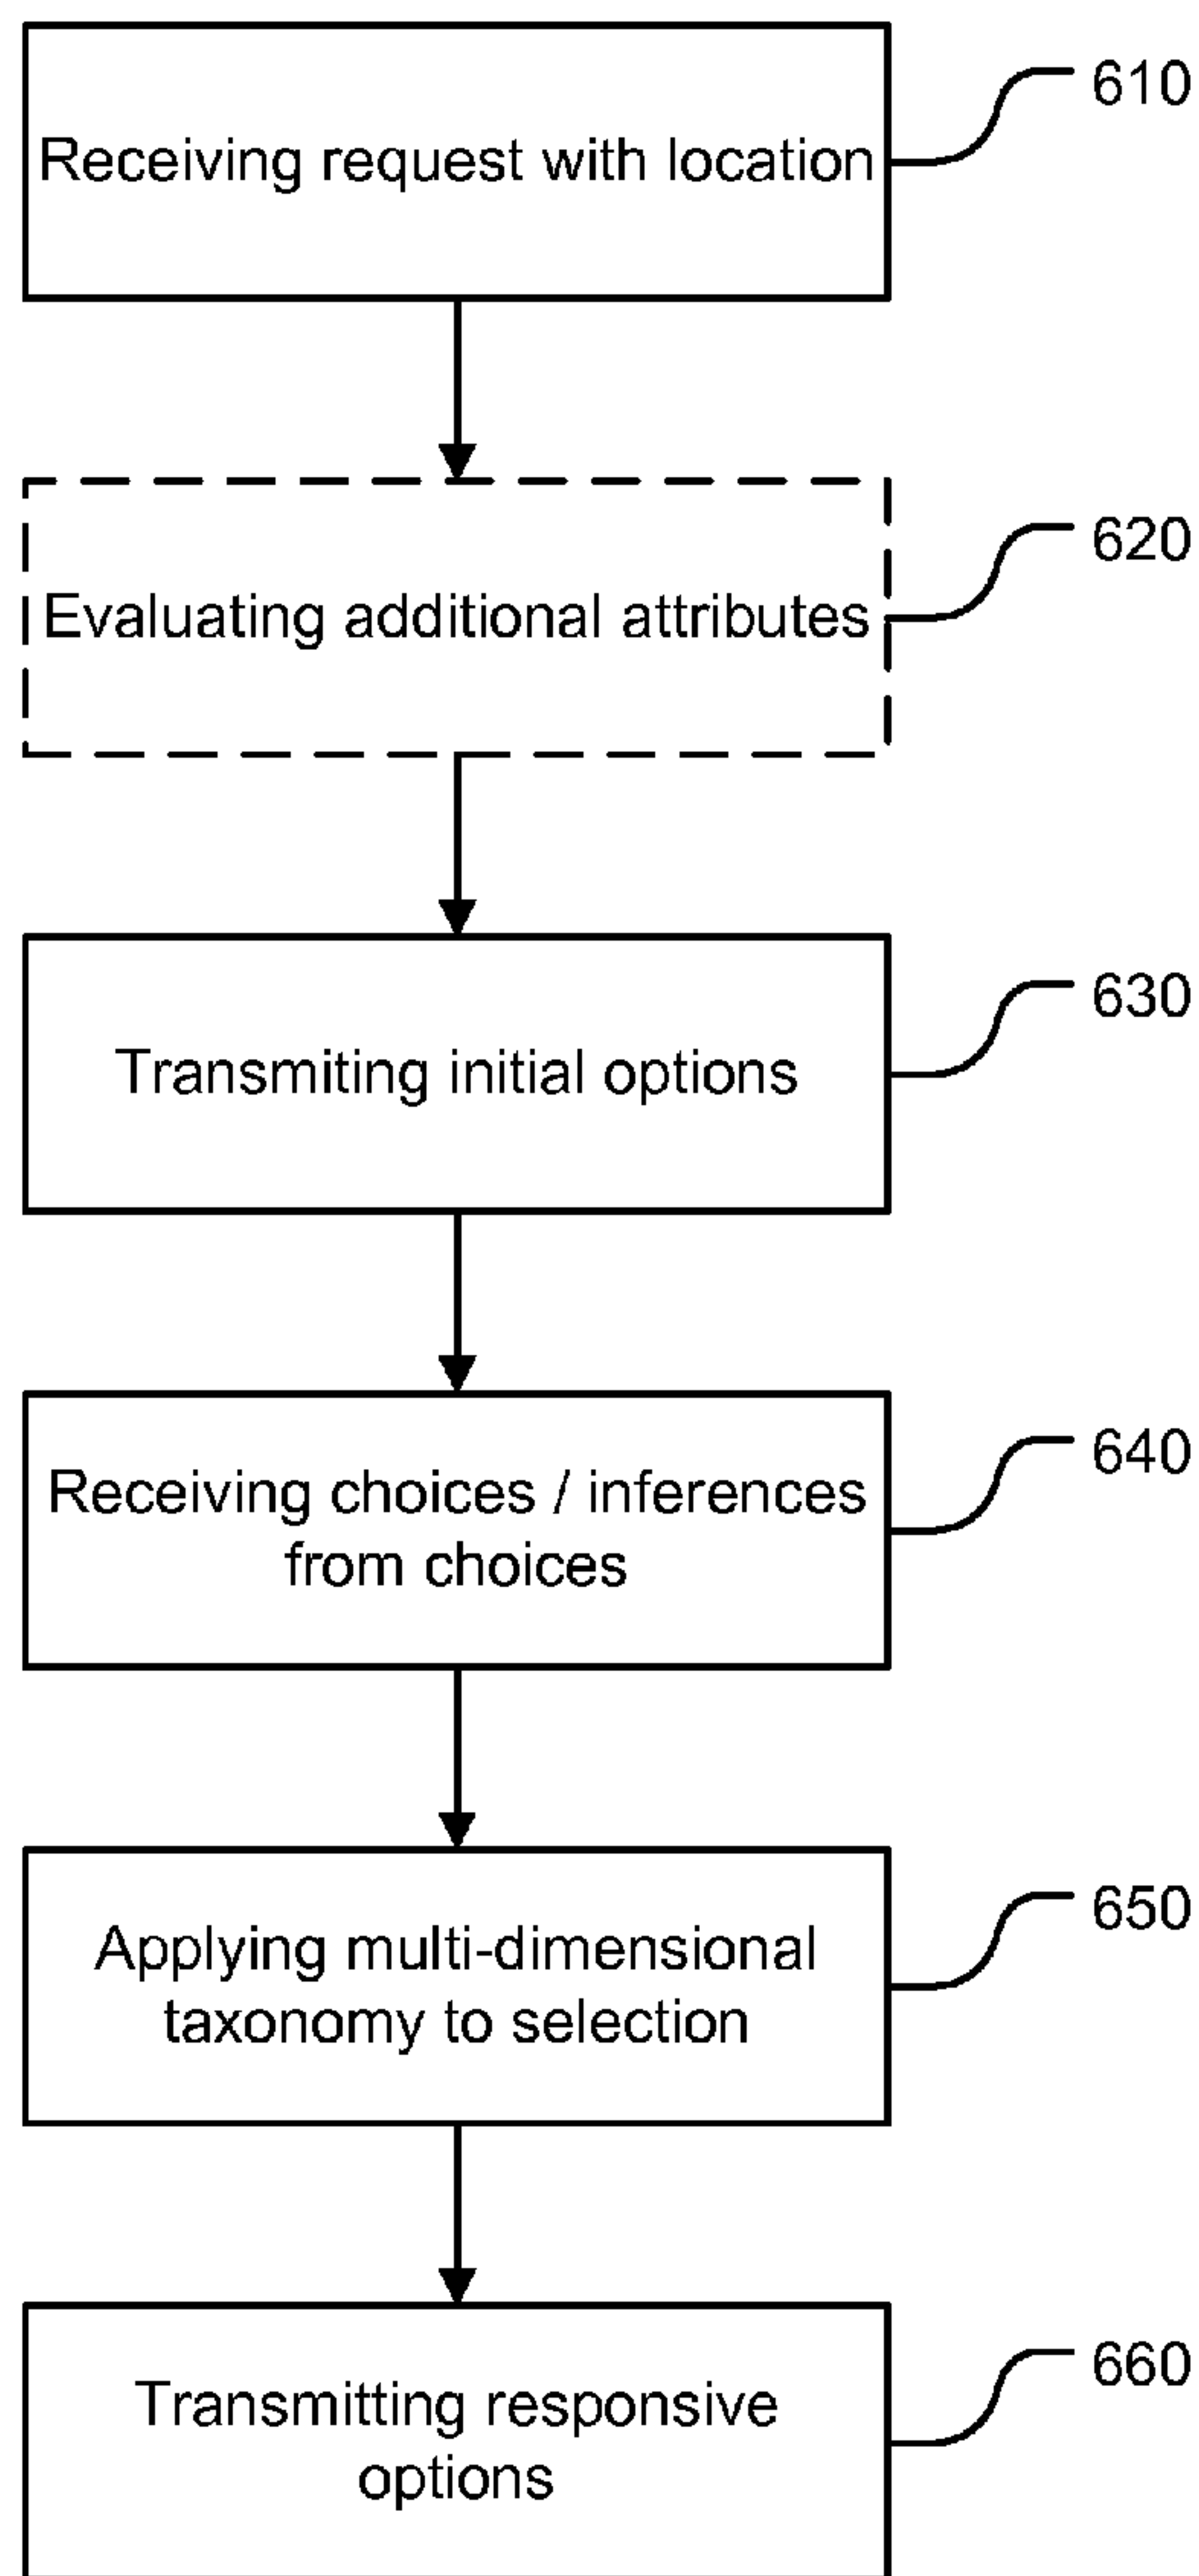 Receiving request with location
610
Evaluating additional attributes
620
Transmiting initial options
630
Receiving choices / inferences
from choices
640
Applying multi-dimensional
taxonomy to selection
650
Transmitting responsive
options
660